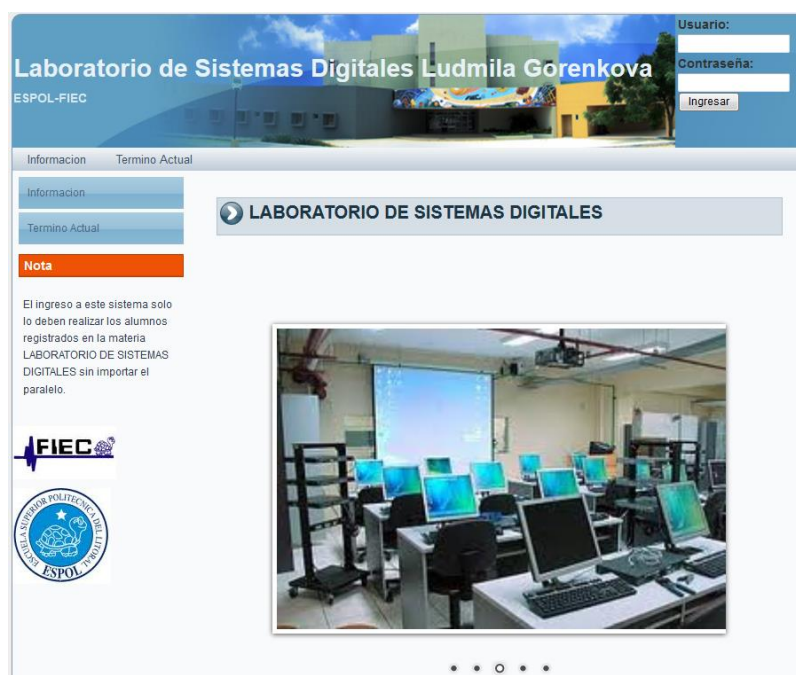 Laboratorio de Sistemas Digitales Ludmila Gorenkova
ESPOL-FIEC
Usuario:
Contraseña:
Ingresar
Informacion
Termino Actual
Informacion
Termino Actual
Nota
El ingreso a este sistema solo
lo deben realizar los alumnos
registrados en la materia
LABORATORIO DE SISTEMAS
DIGITALES sin importar el
paralelo.
FIEC
ESCUELA SUPERIOR POLITECNICA DEL LITORAL
ESPOL
LABORATORIO DE SISTEMAS DIGITALES